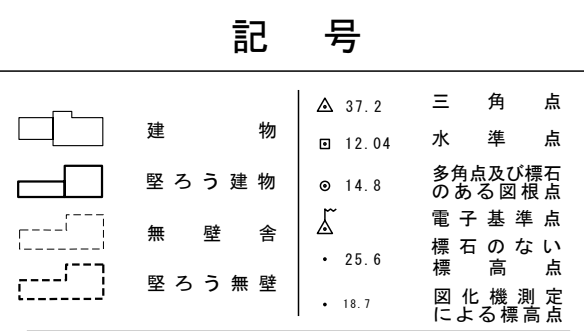 記号
建物
堅ろう建物
無壁舎
堅ろう無壁
37.2 三角点
12.04 水準点
14.8 多角点及び標石
のある図根点
電子基準点
25.6 標石のない
標高点
18.7 図化機測定
による標高点